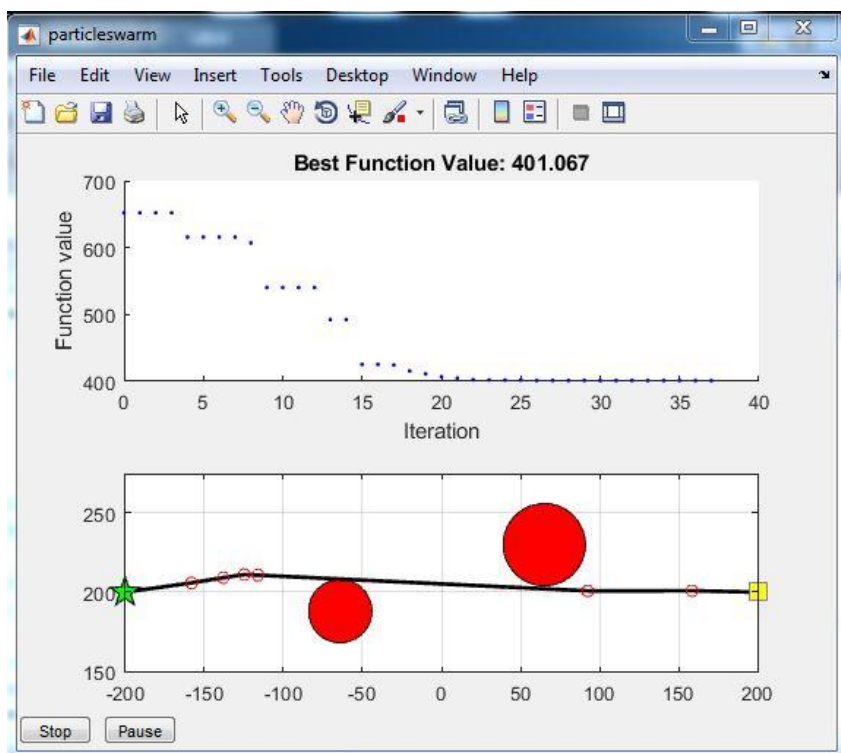 particleswarm
File Edit View Insert Tools Desktop Window Help
Best Function Value: 401.067
700
600
500
400
Function value
0 5 10 15 20 25 30 35 40
Iteration
250
200
150
-200 -150 -100 -50 0 50 100 150 200
Stop Pause